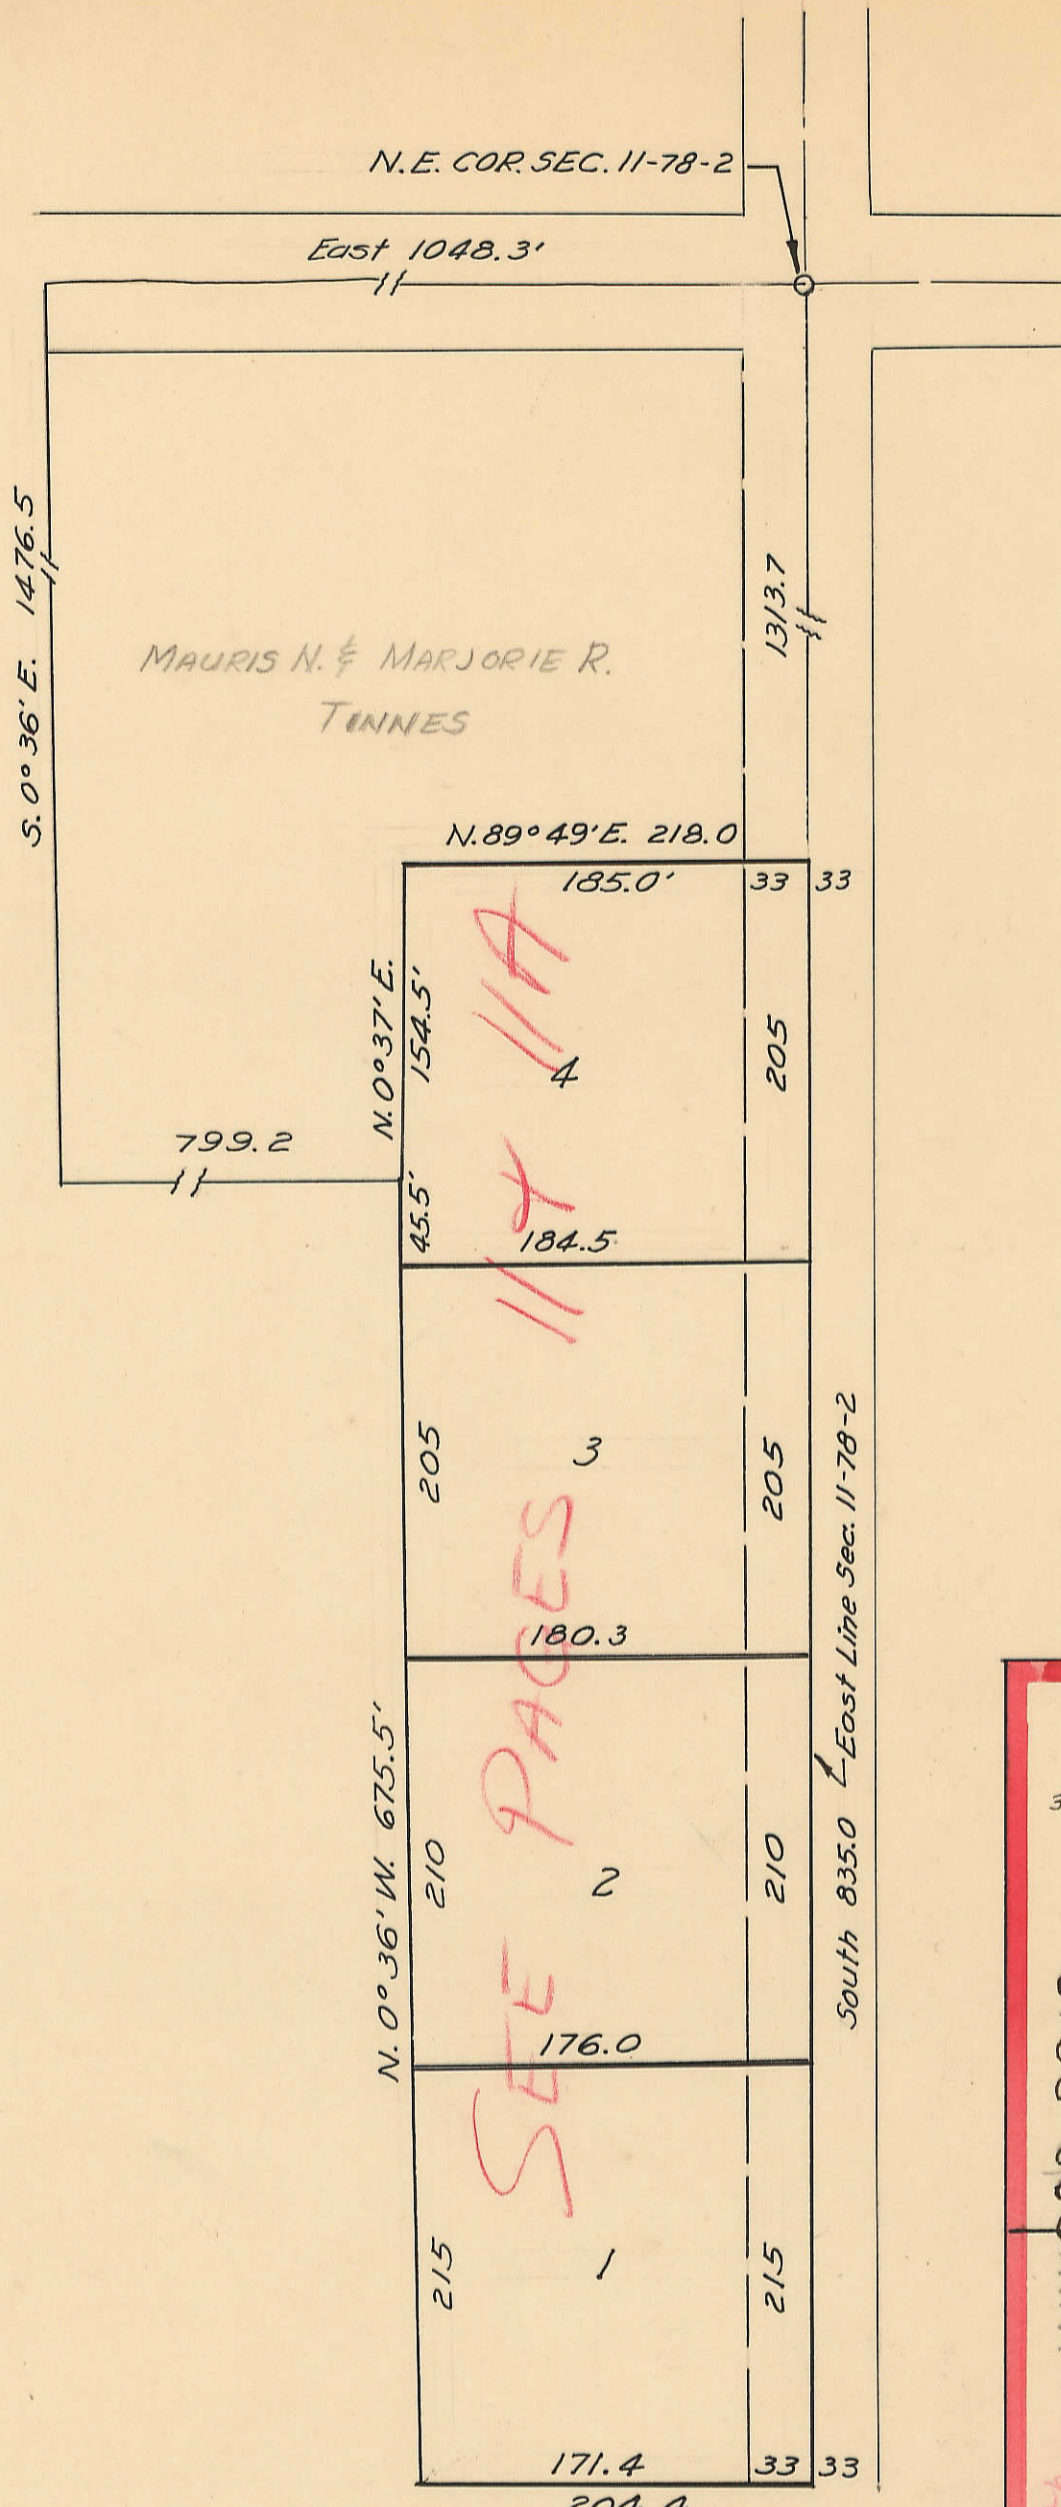 N.E. COR. SEC. 11-78-2
East 1048.3'
S. 0° 36' E. 1476.5
1313.7
MAURIS N. & MARJORIE R.
TINNES
N. 89° 49' E. 218.0
185.0'
33
33
N. 0° 37' E.
154.5'
4
205
799.2
45.5'
184.5
205
3
205
180.3
South 835.0
East Line Sec. 11-78-2
N. 0° 36' W. 675.5'
210
2
210
176.0
215
1
215
171.4
33
33
204.4
SEE PAGES 11 & 11A